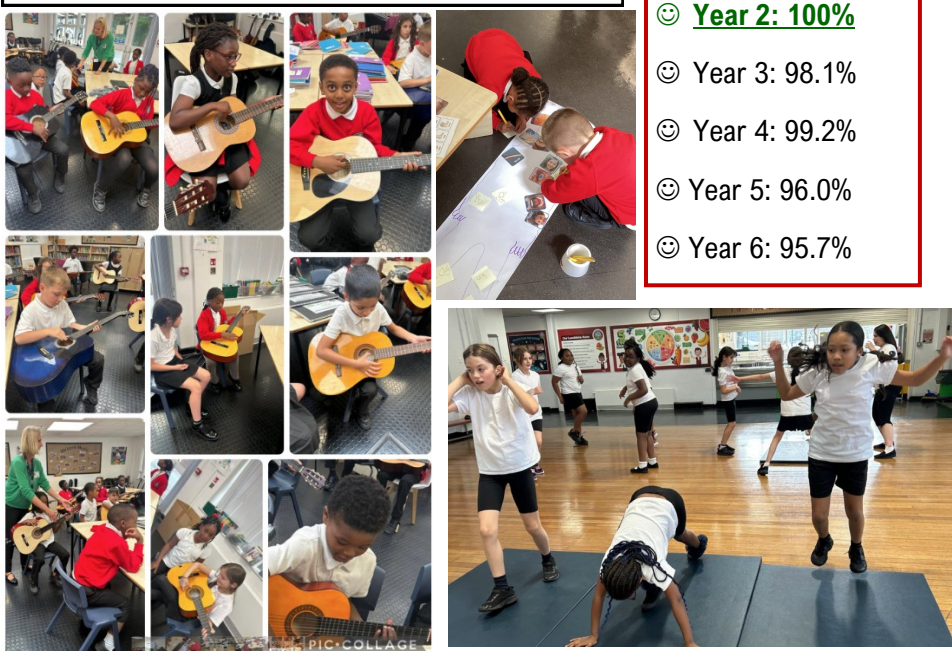 ☺ Year 2: 100%
☺ Year 3: 98.1%
☺ Year 4: 99.2%
☺ Year 5: 96.0%
☺ Year 6: 95.7%
PIC•COLLAGE